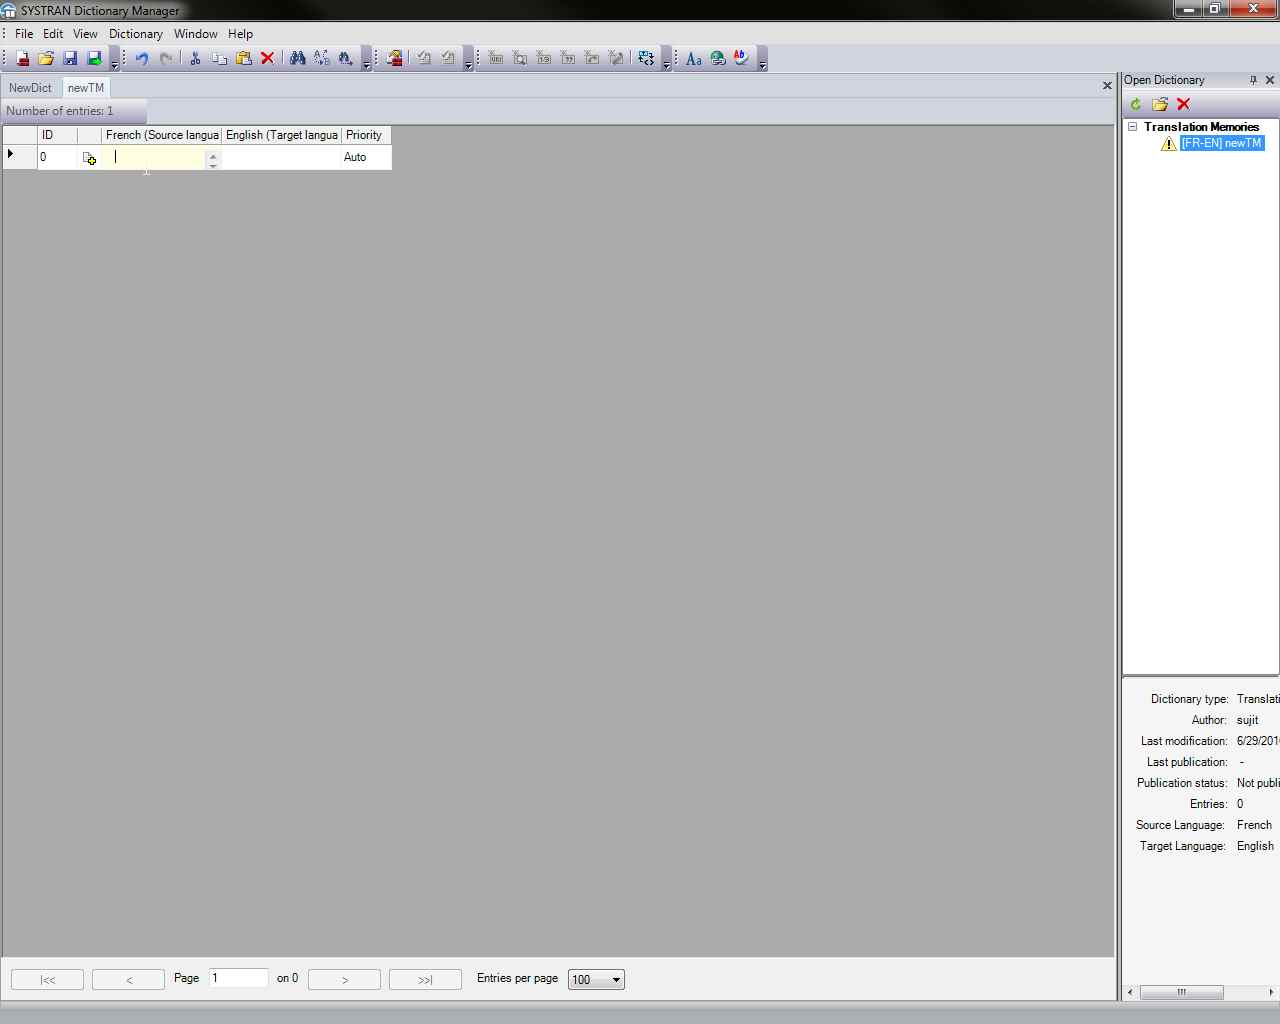 SYSTRAN Dictionary Manager
File Edit View Dictionary Window Help
NewDict newTM
Number of entries: 1
ID French (Source langua English (Target langua Priority
0 Auto
|<< < Page 1 on 0 > >>| Entries per page 100
Open Dictionary
Translation Memories
[FR-EN] newTM
Dictionary type: Translati
Author: sujit
Last modification: 6/29/201
Last publication: -
Publication status: Not publi
Entries: 0
Source Language: French
Target Language: English